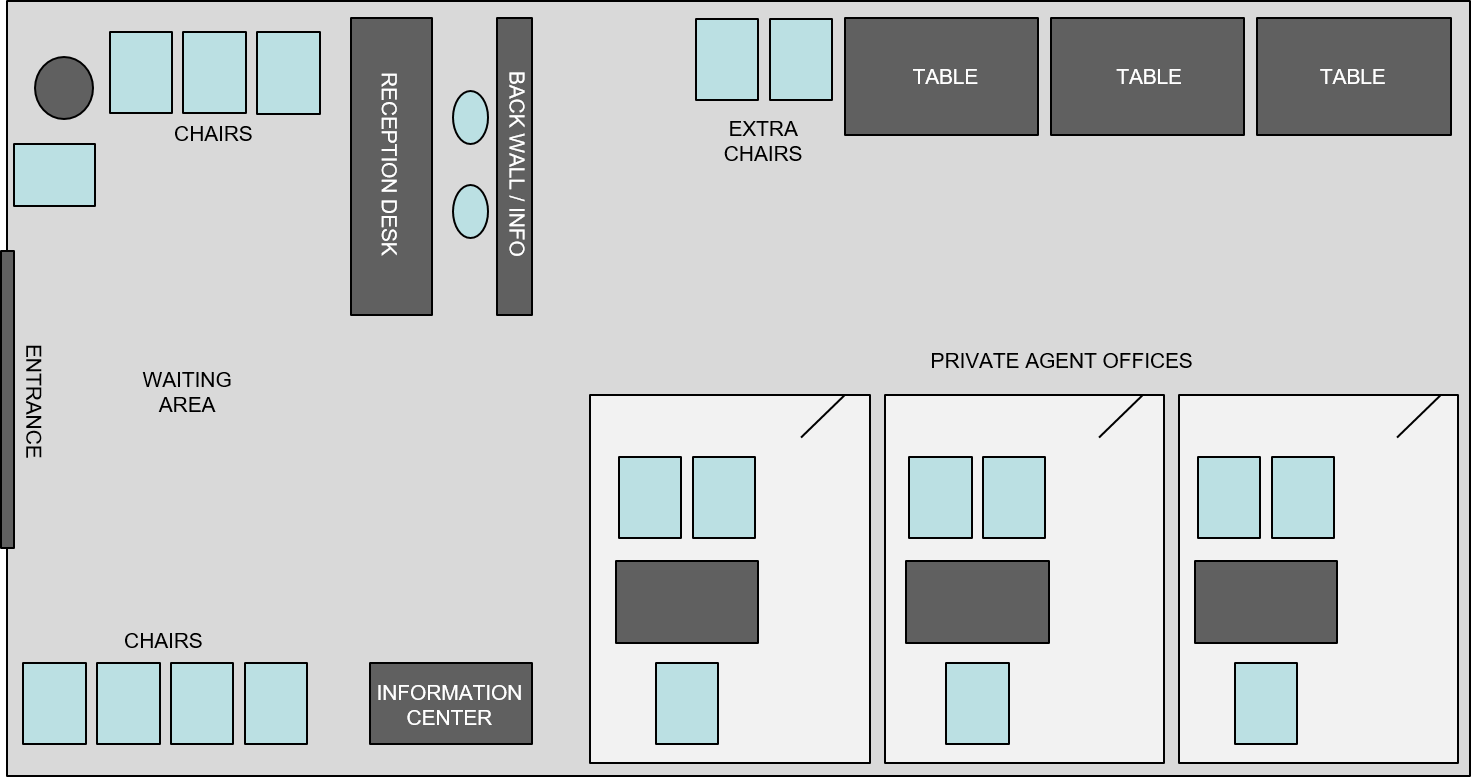 CHAIRS
RECEPTION DESK
BACK WALL / INFO
EXTRA
CHAIRS
TABLE
TABLE
TABLE
ENTRANCE
WAITING
AREA
PRIVATE AGENT OFFICES
CHAIRS
INFORMATION
CENTER